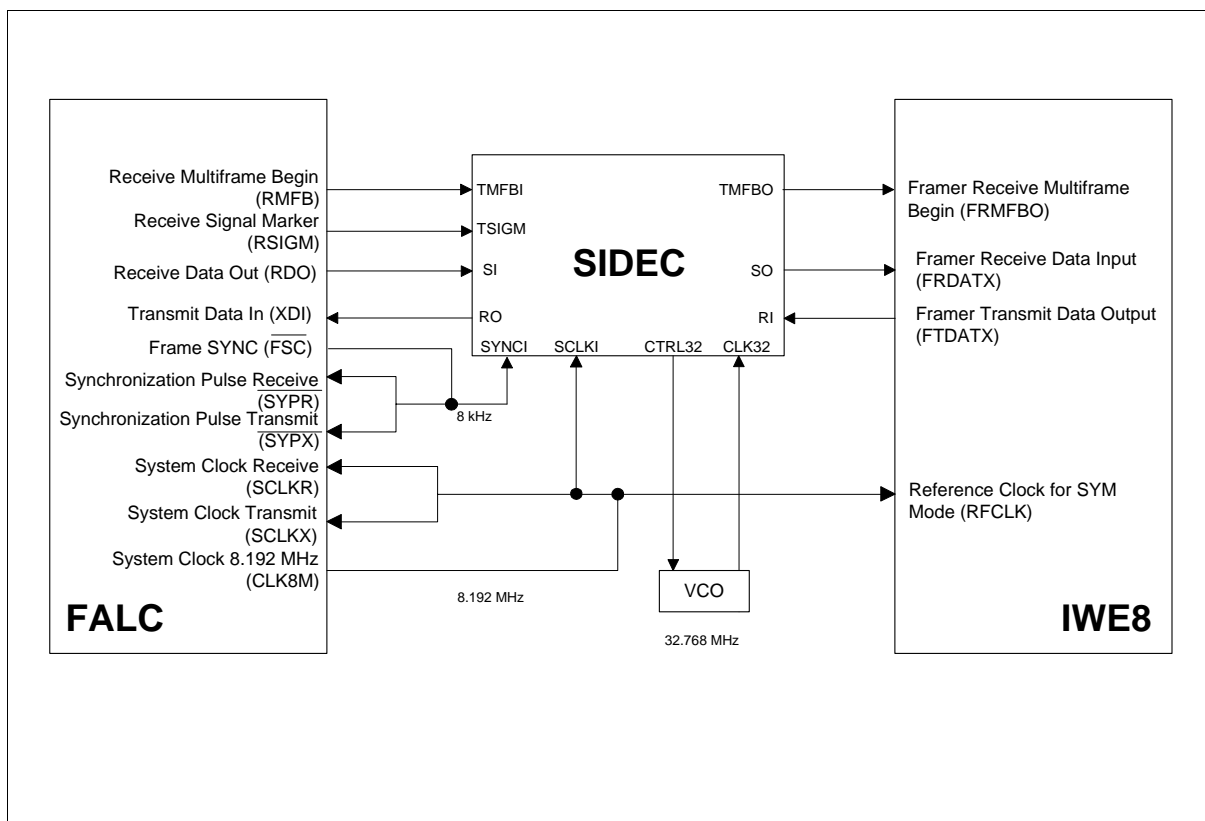 Receive Multiframe Begin
(RMFB)
Receive Signal Marker
(RSIGM)
Receive Data Out (RDO)
Transmit Data In (XDI)
Frame SYNC (FSC)
Synchronization Pulse Receive
(SYPR)
Synchronization Pulse Transmit
(SYPX)
System Clock Receive
(SCLKR)
System Clock Transmit
(SCLKX)
System Clock 8.192 MHz
(CLK8M)
FALC
8 kHz
8.192 MHz
TMFBI
TMFBO
TSIGM
SIDEC
SI
SO
RO
RI
SYNCI
SCLKI
CTRL32
CLK32
VCO
32.768 MHz
Framer Receive Multiframe
Begin (FRMFBO)
Framer Receive Data Input
(FRDATX)
Framer Transmit Data Output
(FTDATX)
Reference Clock for SYM
Mode (RFCLK)
IWE8